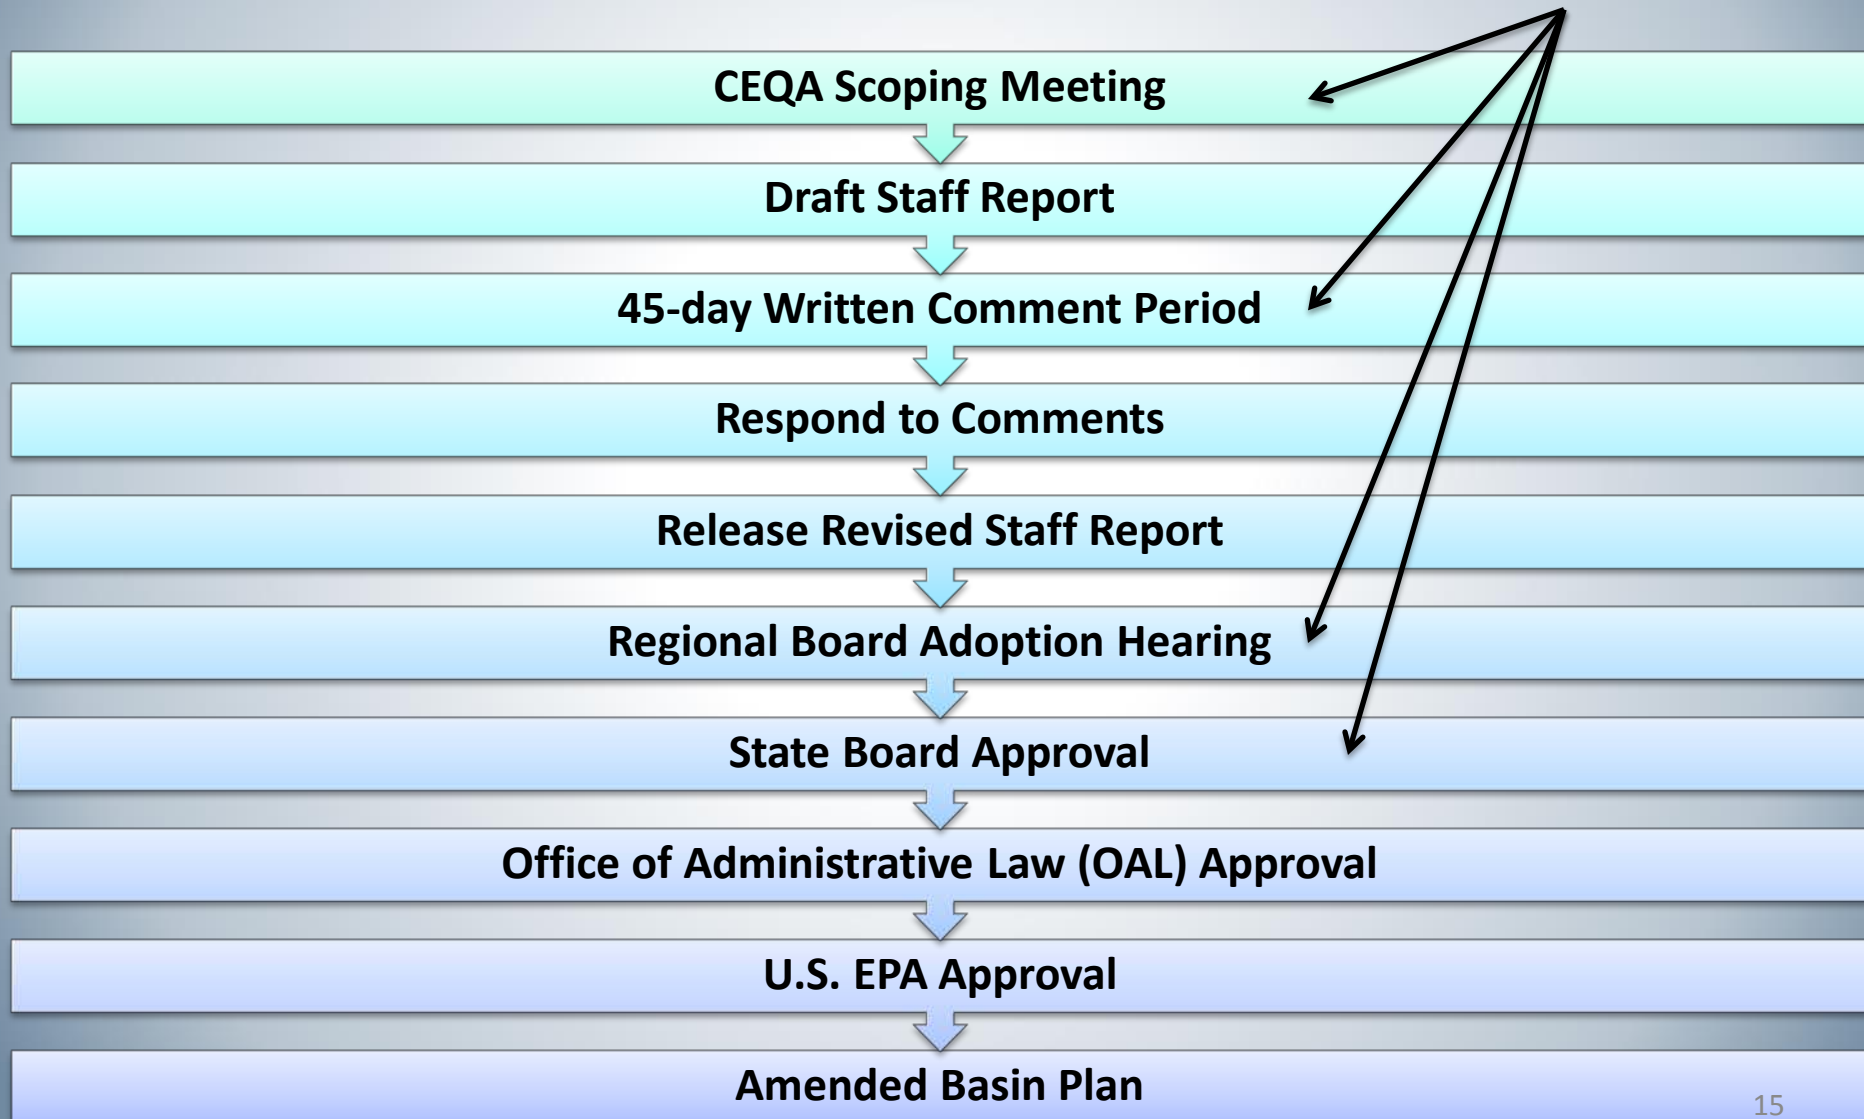 CEQA Scoping Meeting
Draft Staff Report
45-day Written Comment Period
Respond to Comments
Release Revised Staff Report
Regional Board Adoption Hearing
State Board Approval
Office of Administrative Law (OAL) Approval
U.S. EPA Approval
Amended Basin Plan
15